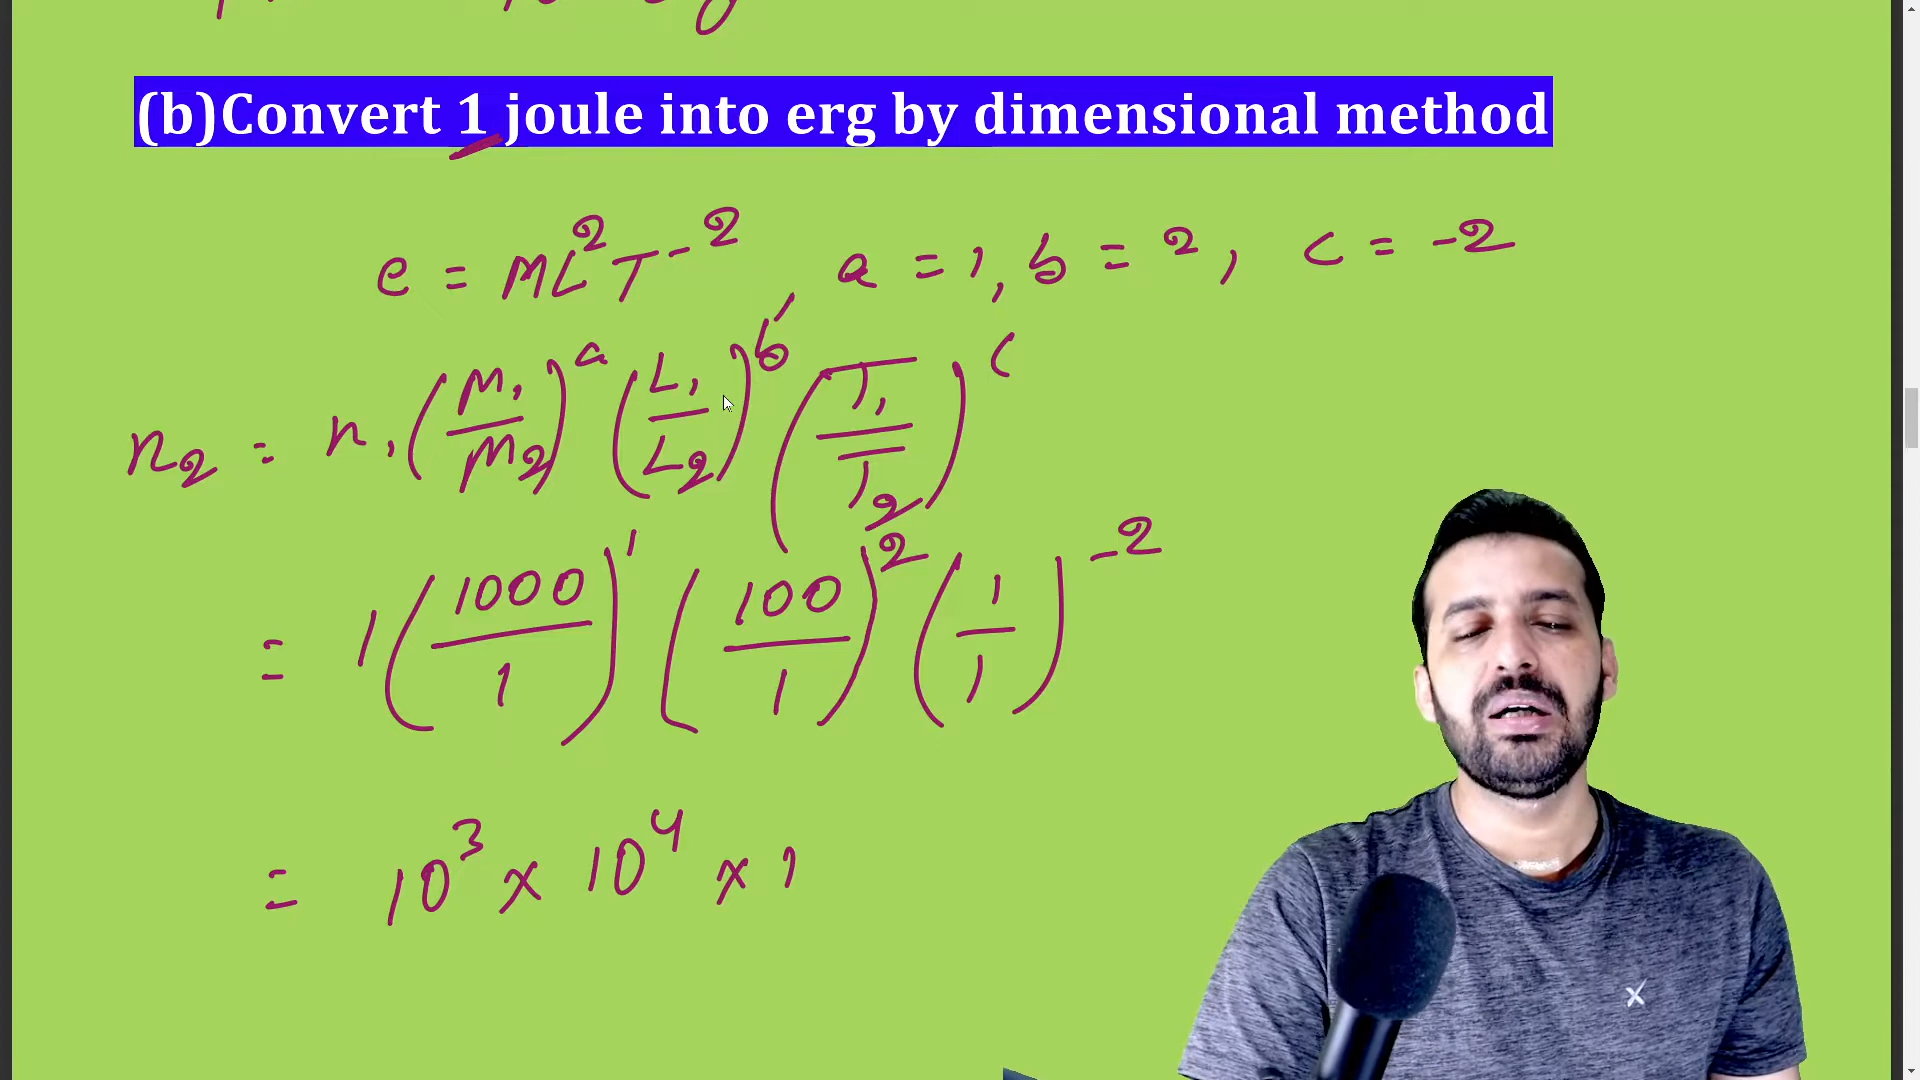 (b)Convert 1 joule into erg by dimensional method
e = ML²T⁻² a = 1, b = 2, c = -2
n₂ = n₁ (M₁/M₂)ᵃ (L₁/L₂)ᵇ (T₁/T₂)ᶜ
= 1 (1000/1)¹ (100/1)² (1/1)⁻²
= 10³ x 10⁴ x 1